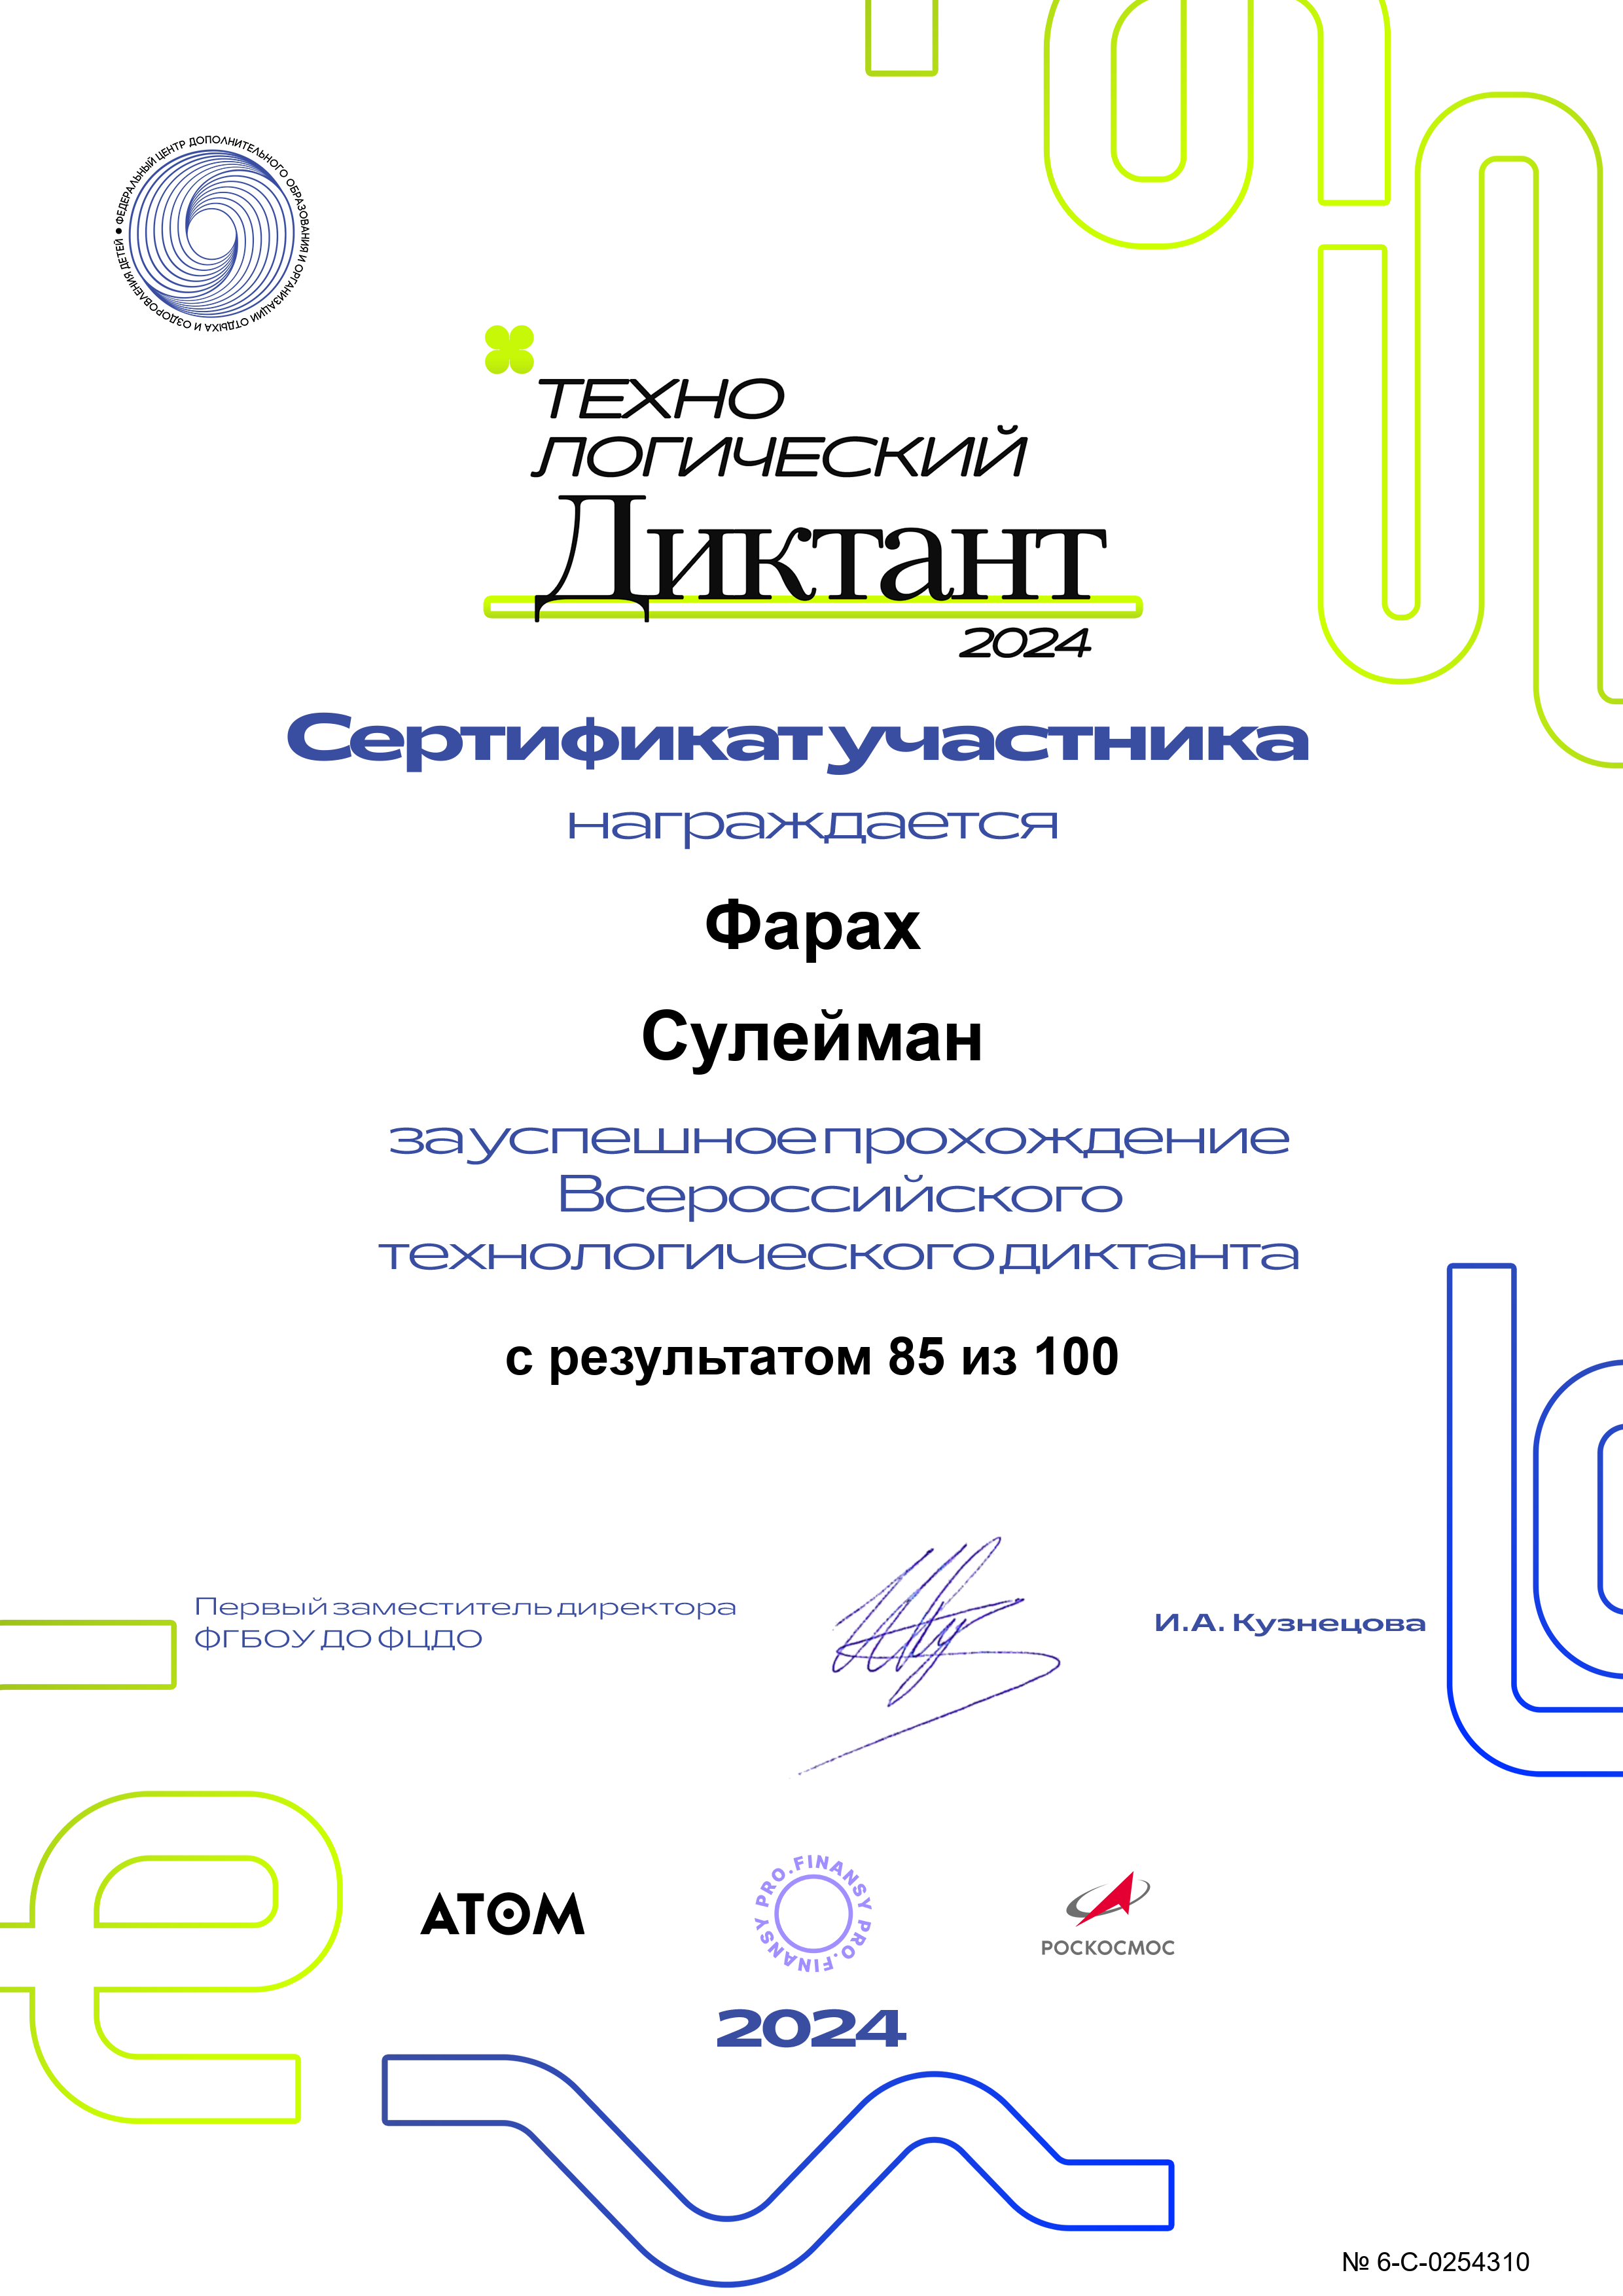 ● ФЕДЕРАЛЬНЫЙ ЦЕНТР ДОПОЛНИТЕЛЬНОГО ОБРАЗОВАНИЯ И ОРГАНИЗАЦИИ ОТДЫХА И ОЗДОРОВЛЕНИЯ ДЕТЕЙ
ТЕХНО
ЛОГИЧЕСКИЙ
Диктант
2024
Сертификат участника
награждается
Фарах
Сулейман
за успешное прохождение
Всероссийского
технологического диктанта
с результатом 85 из 100
Первый заместитель директора
ФГБОУ ДО ФЦДО
И.А. Кузнецова
АТОМ
PRO.FINANSY PRO.FINANSY
РОСКОСМОС
2024
№ 6-С-0254310